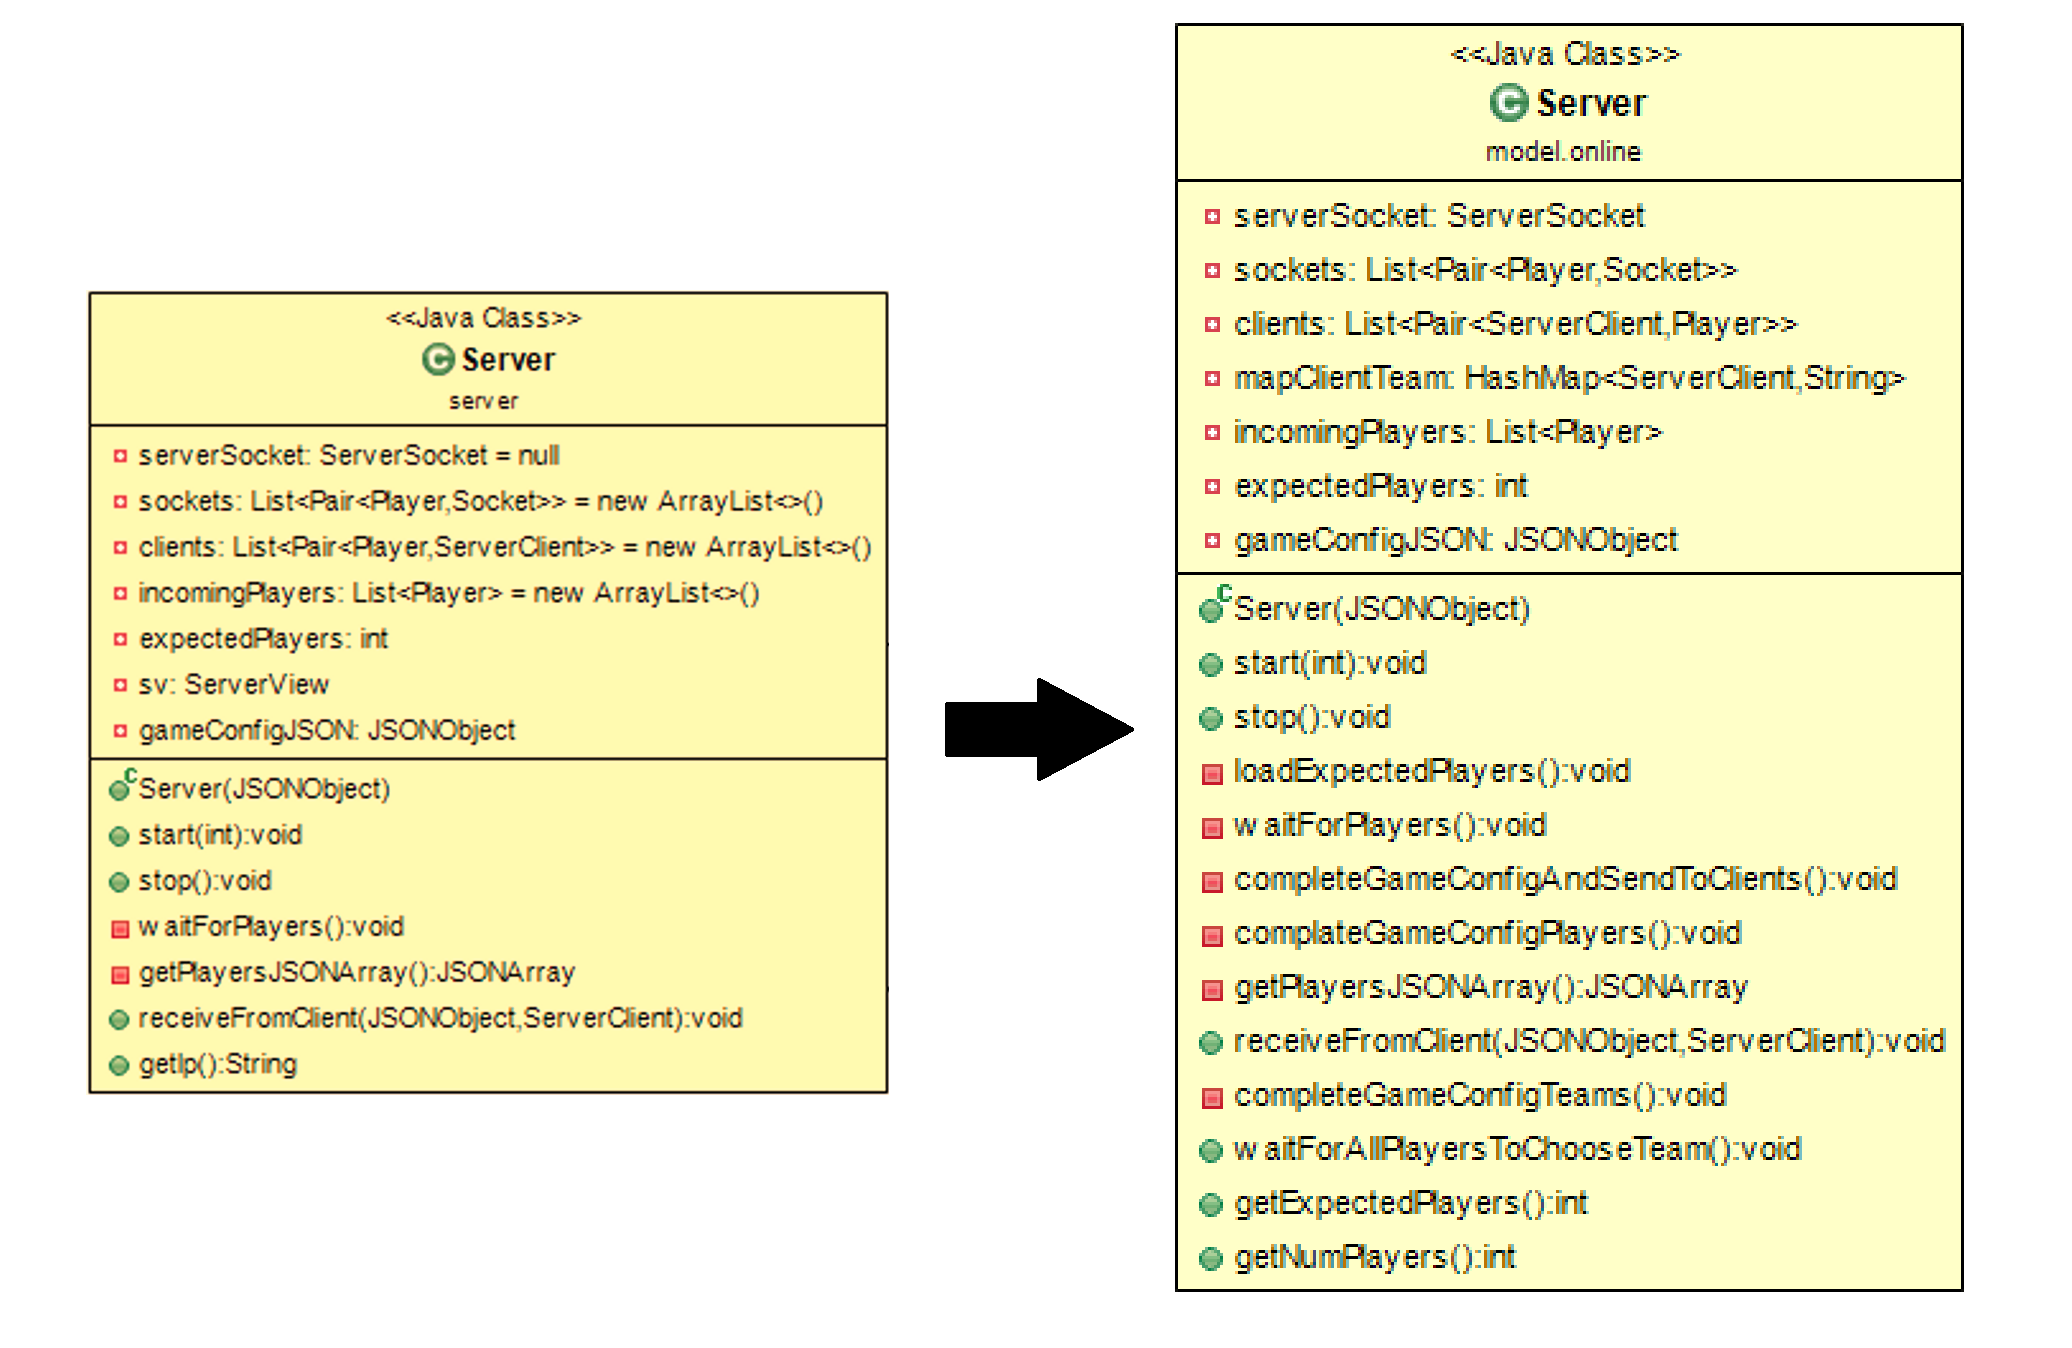 <<Java Class>>
Server
server
serverSocket: ServerSocket = null
sockets: List<Pair<Player,Socket>> = new ArrayList<>()
clients: List<Pair<Player,ServerClient>> = new ArrayList<>()
incomingPlayers: List<Player> = new ArrayList<>()
expectedPlayers: int
sv: ServerView
gameConfigJSON: JSONObject
Server(JSONObject)
start(int):void
stop():void
waitForPlayers():void
getPlayersJSONArray():JSONArray
receiveFromClient(JSONObject,ServerClient):void
getIp():String
<<Java Class>>
Server
model.online
serverSocket: ServerSocket
sockets: List<Pair<Player,Socket>>
clients: List<Pair<ServerClient,Player>>
mapClientTeam: HashMap<ServerClient,String>
incomingPlayers: List<Player>
expectedPlayers: int
gameConfigJSON: JSONObject
Server(JSONObject)
start(int):void
stop():void
loadExpectedPlayers():void
waitForPlayers():void
completeGameConfigAndSendToClients():void
complateGameConfigPlayers():void
getPlayersJSONArray():JSONArray
receiveFromClient(JSONObject,ServerClient):void
completeGameConfigTeams():void
waitForAllPlayersToChooseTeam():void
getExpectedPlayers():int
getNumPlayers():int